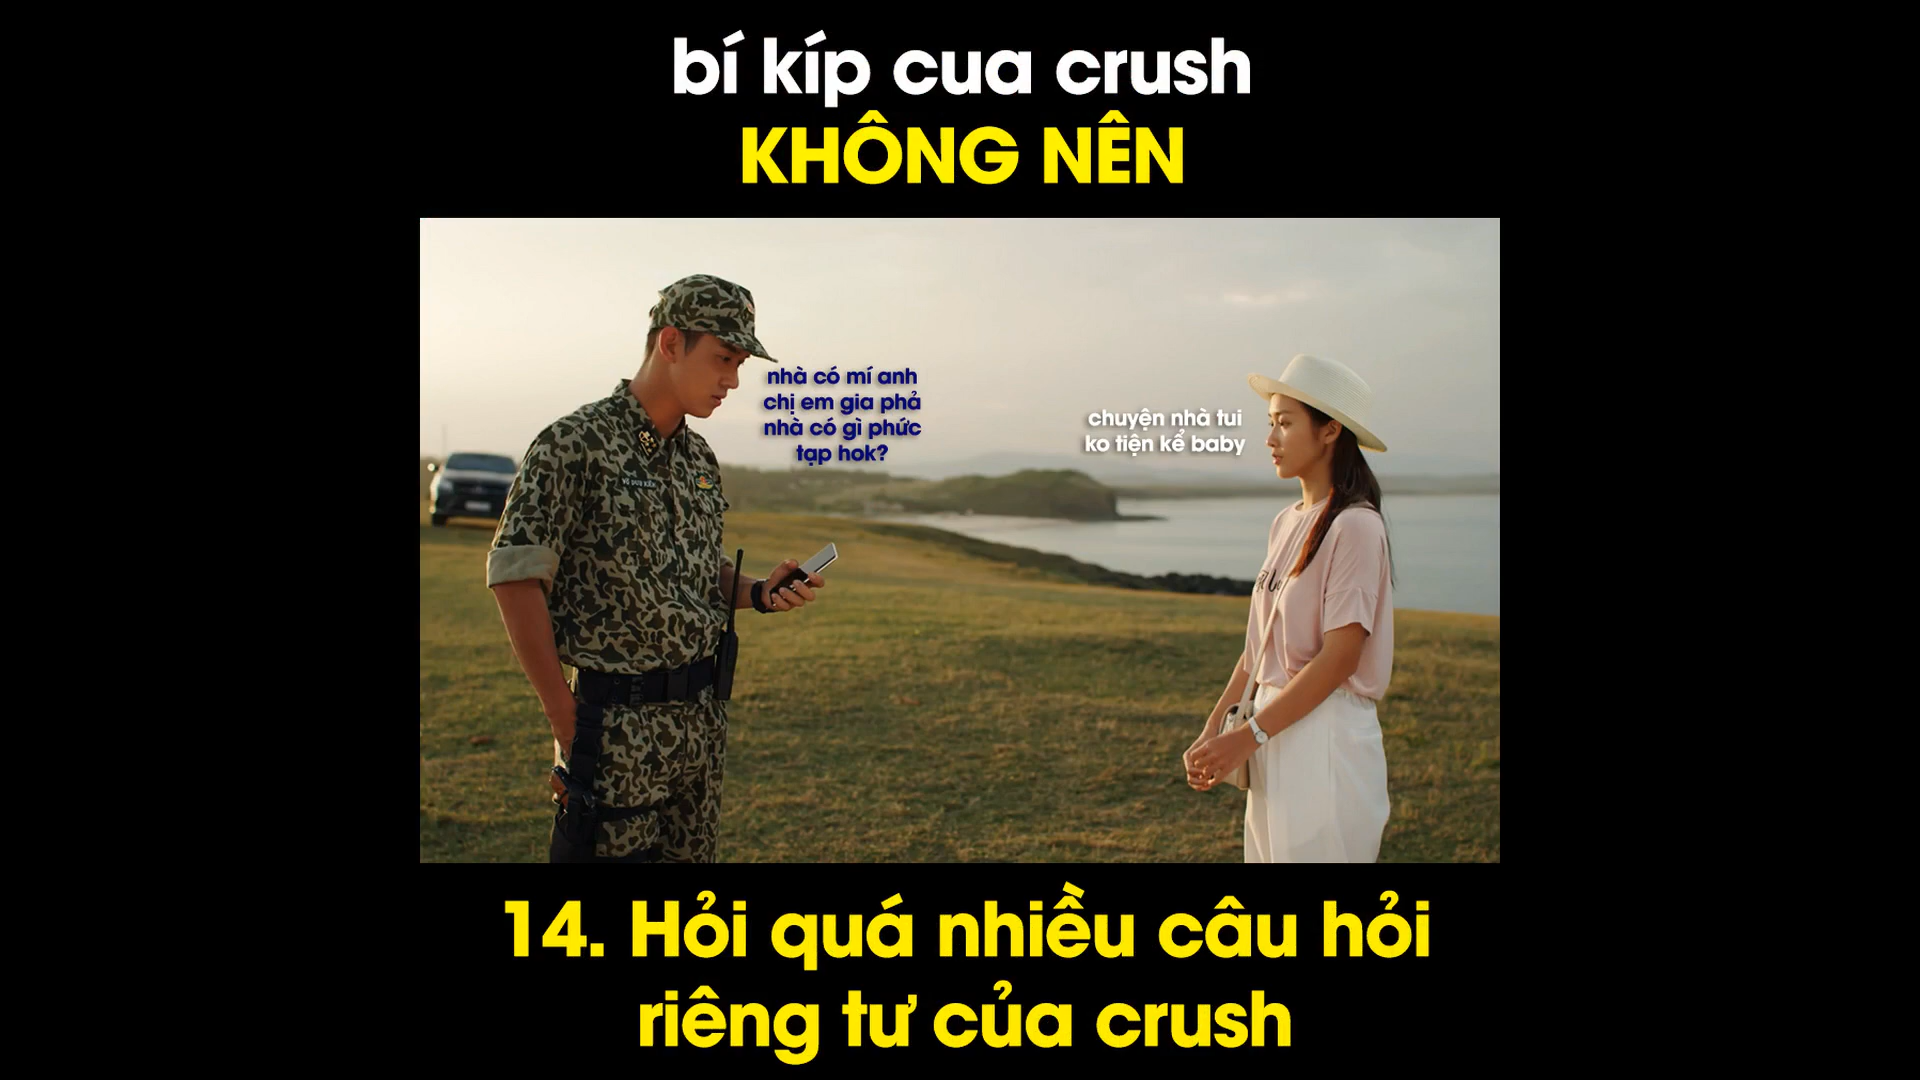 bí kíp cua crush
KHÔNG NÊN
nhà có mí anh
chị em gia phả
nhà có gì phức
tạp hok?
chuyện nhà tui
ko tiện kể baby
14. Hỏi quá nhiều câu hỏi
riêng tư của crush